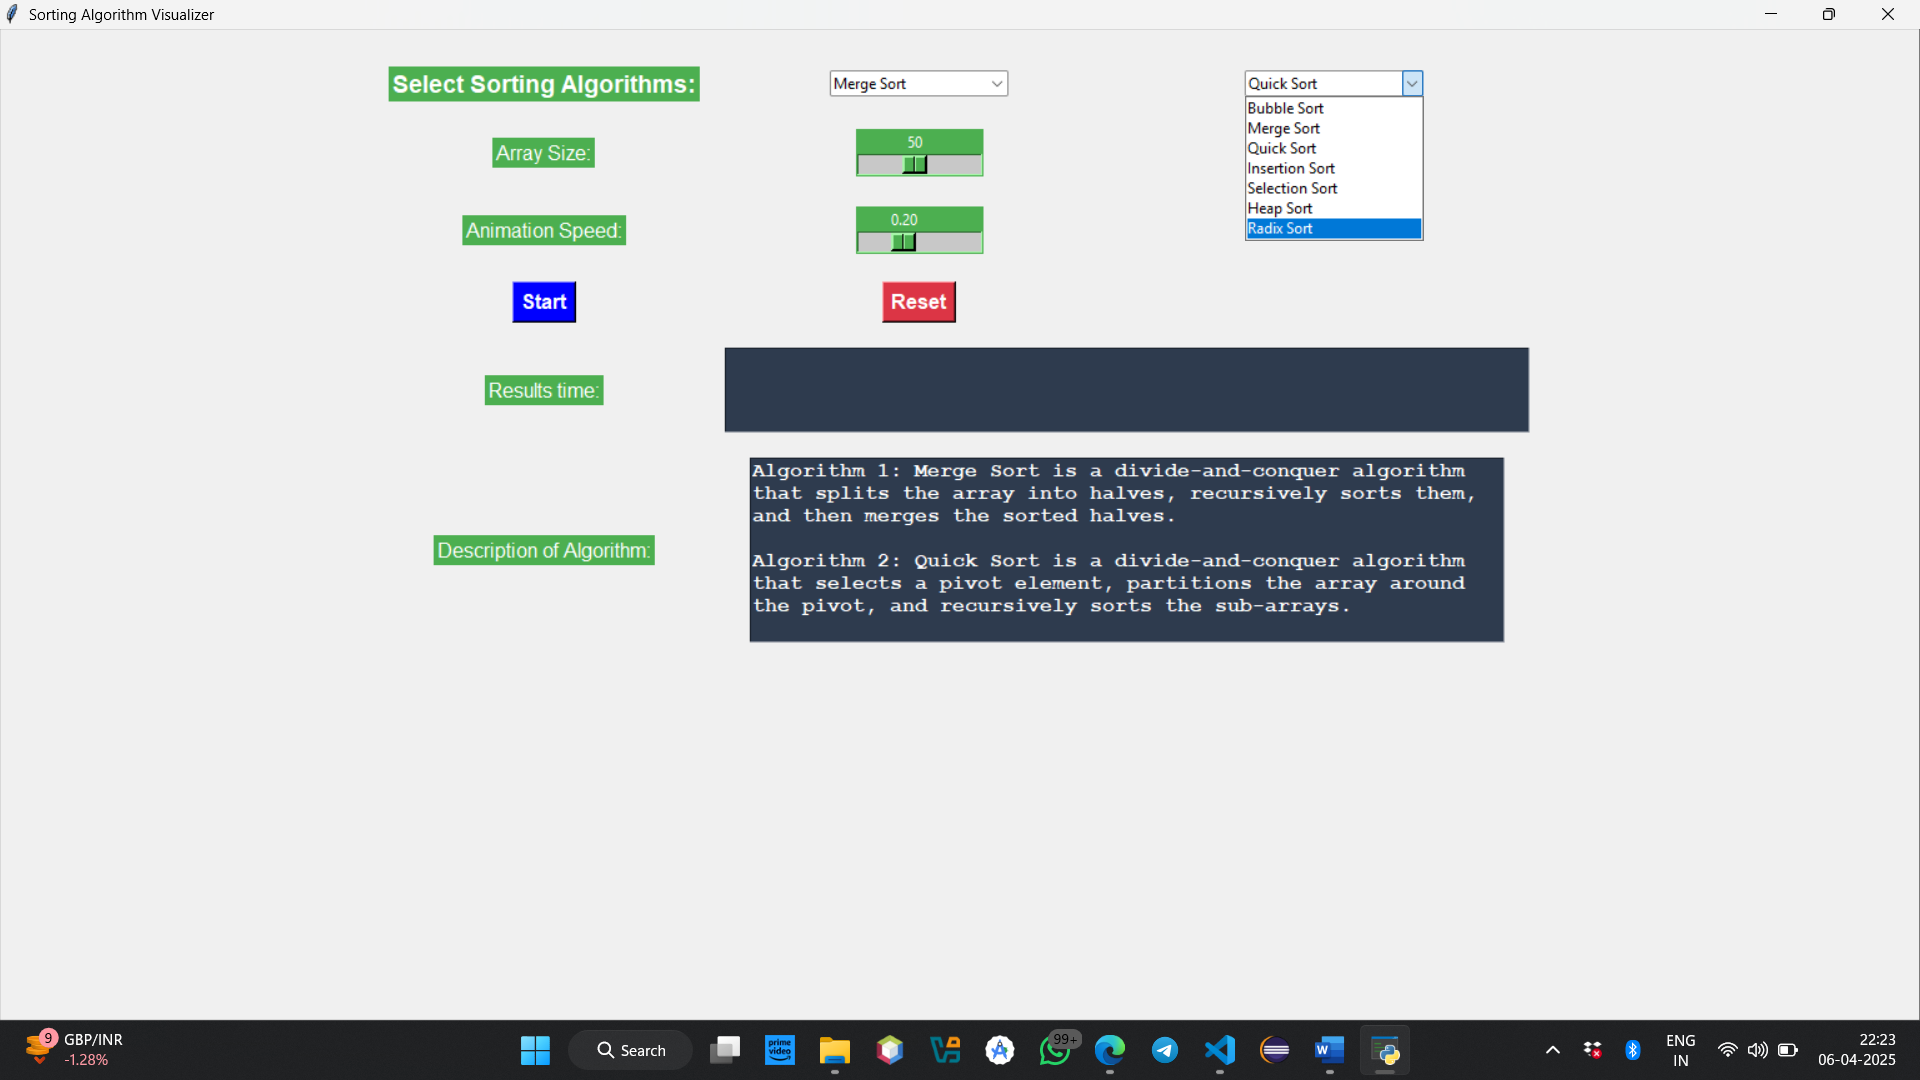 Sorting Algorithm Visualizer
Select Sorting Algorithms:
Merge Sort
Quick Sort
Bubble Sort
Merge Sort
Quick Sort
Insertion Sort
Selection Sort
Heap Sort
Radix Sort
Array Size:
50
Animation Speed:
0.20
Start
Reset
Results time:
Description of Algorithm:
Algorithm 1: Merge Sort is a divide-and-conquer algorithm
that splits the array into halves, recursively sorts them,
and then merges the sorted halves.
Algorithm 2: Quick Sort is a divide-and-conquer algorithm
that selects a pivot element, partitions the array around
the pivot, and recursively sorts the sub-arrays.
9
GBP/INR
-1.28%
Search
prime
video
99+
W
ENG
IN
22:23
06-04-2025